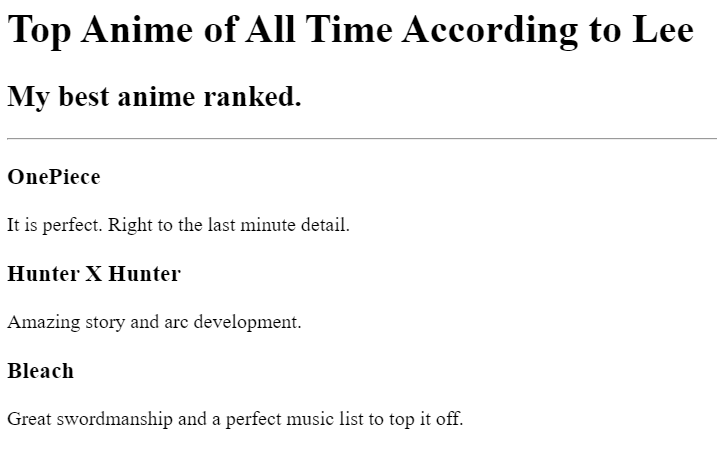 Top Anime of All Time According to Lee
My best anime ranked.
OnePiece
It is perfect. Right to the last minute detail.
Hunter X Hunter
Amazing story and arc development.
Bleach
Great swordmanship and a perfect music list to top it off.